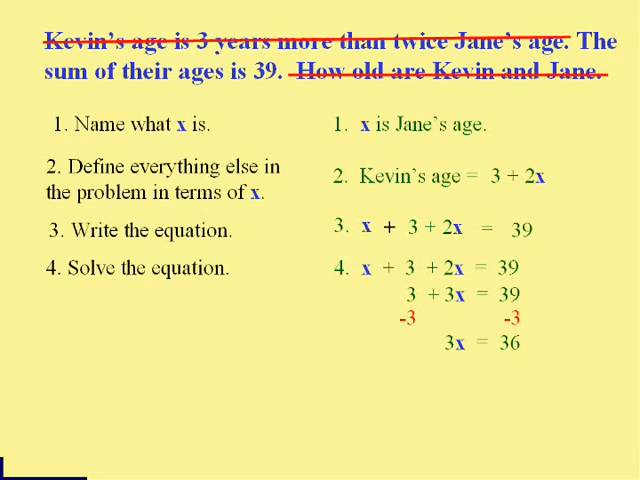 Kevin's age is 3 years more than twice Jane's age. The
sum of their ages is 39. How old are Kevin and Jane.
1. Name what x is.
1. x is Jane's age.
2. Define everything else in
the problem in terms of x.
2. Kevin's age = 3 + 2x
3. Write the equation.
3. x + 3 + 2x = 39
4. Solve the equation.
4. x + 3 + 2x = 39
3 + 3x = 39
-3 -3
3x = 36